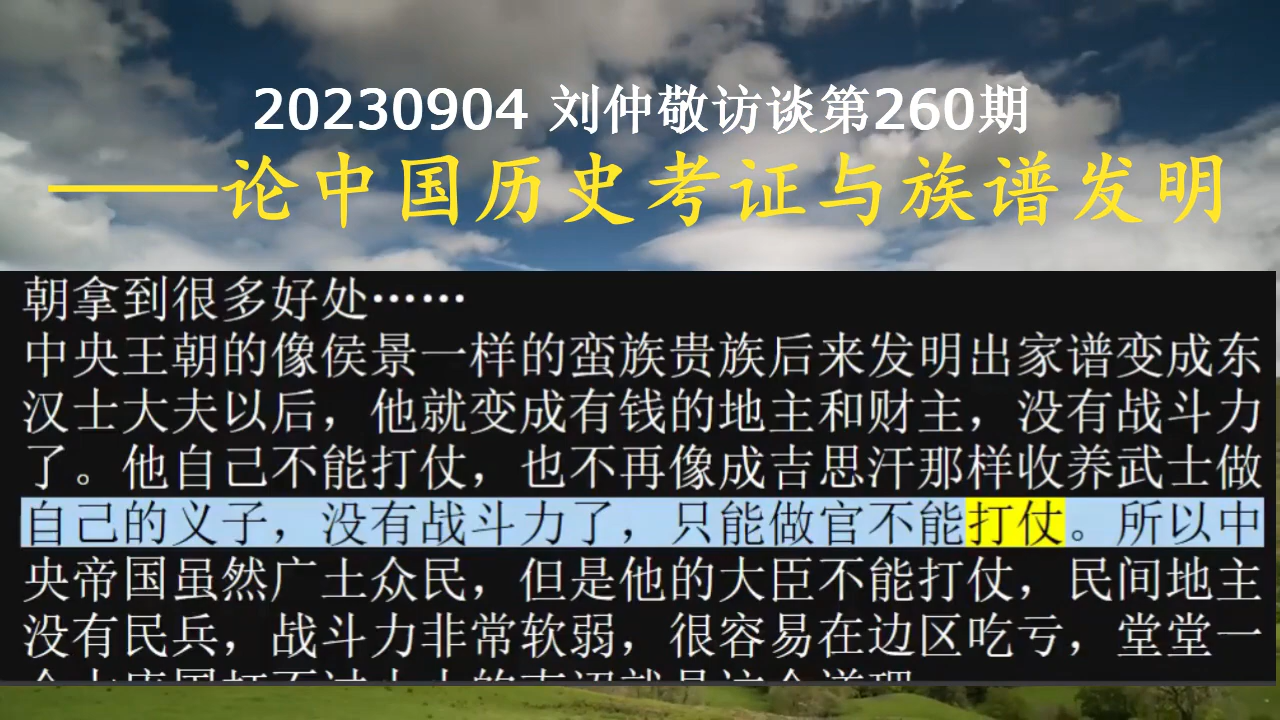 20230904 刘仲敬访谈第260期
——论中国历史考证与族谱发明
朝拿到很多好处……
中央王朝的像侯景一样的蛮族贵族后来发明出家谱变成东
汉士大夫以后，他就变成有钱的地主和财主，没有战斗力
了。他自己不能打仗，也不再像成吉思汗那样收养武士做
自己的义子，没有战斗力了，只能做官不能打仗。所以中
央帝国虽然广土众民，但是他的大臣不能打仗，民间地主
没有民兵，战斗力非常软弱，很容易在边区吃亏，堂堂一